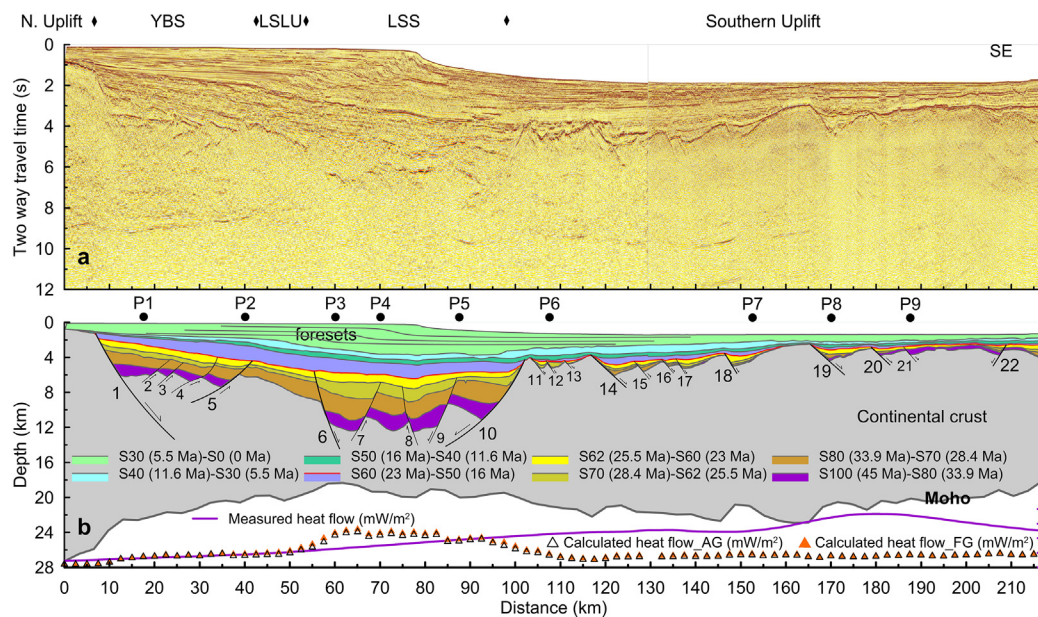 N. Uplift YBS LSLU LSS Southern Uplift
SE
0
2
4
6
8
10
12
Two way travel time (s)
a
P1 P2 P3 P4 P5 P6 P7 P8 P9
0
4
8
12
16
20
24
28
Depth (km)
foresets
1 2 3 4 5 6 7 8 9 10 11 12 13 14 15 16 17 18 19 20 21 22
Continental crust
S30 (5.5 Ma)-S0 (0 Ma) S50 (16 Ma)-S40 (11.6 Ma) S62 (25.5 Ma)-S60 (23 Ma) S80 (33.9 Ma)-S70 (28.4 Ma)
S40 (11.6 Ma)-S30 (5.5 Ma) S60 (23 Ma)-S50 (16 Ma) S70 (28.4 Ma)-S62 (25.5 Ma) S100 (45 Ma)-S80 (33.9 Ma)
Moho
b
Measured heat flow (mW/m²)
Calculated heat flow_AG (mW/m²) Calculated heat flow_FG (mW/m²)
0 10 20 30 40 50 60 70 80 90 100 110 120 130 140 150 160 170 180 190 200 210
Distance (km)